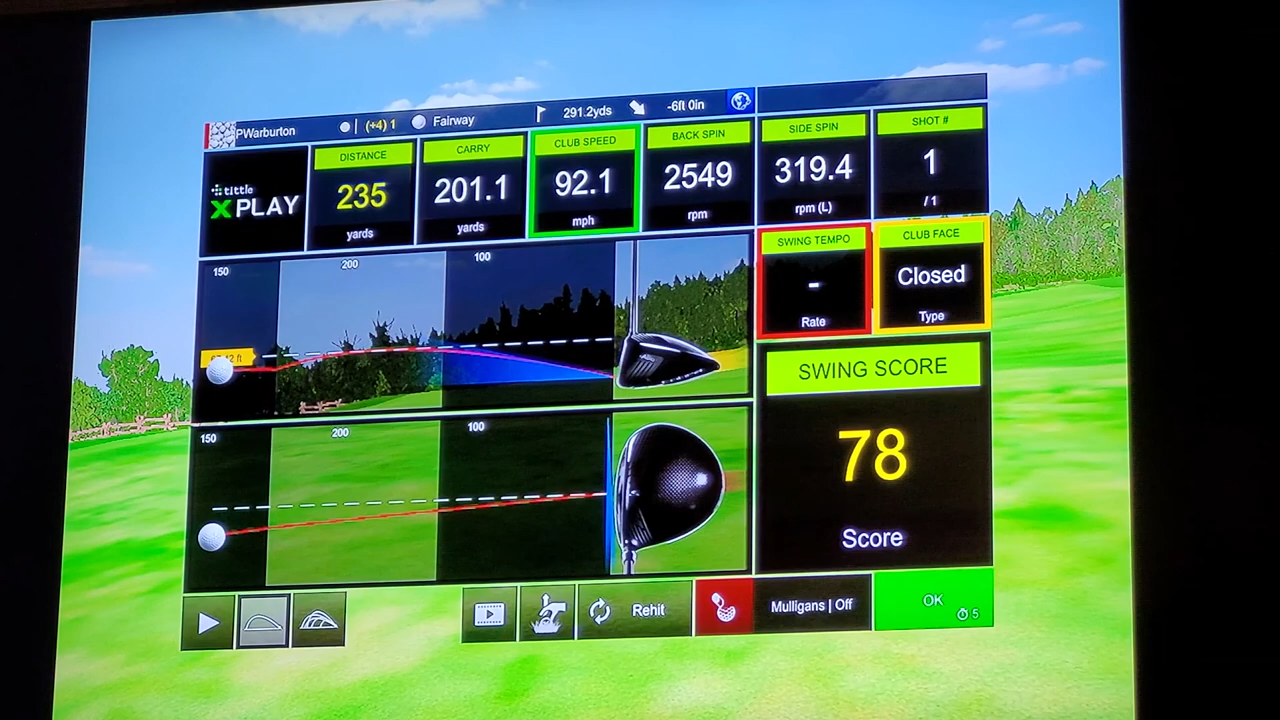 PWarburton (+4) 1 Fairway 291.2yds -6ft 0in
tittle
X PLAY
DISTANCE
235
yards
CARRY
201.1
yards
CLUB SPEED
92.1
mph
BACK SPIN
2549
rpm
SIDE SPIN
319.4
rpm (L)
SHOT #
1
/ 1
150 200 100
SWING TEMPO
-
Rate
CLUB FACE
Closed
Type
SWING SCORE
78
Score
150 200 100
Rehit
Mulligans | Off
OK
5